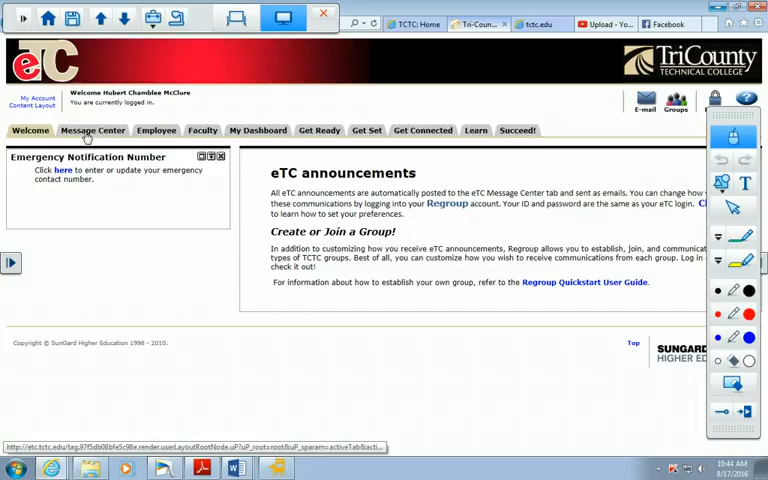 TCTC: Home
Tri-Coun...
tctc.edu
Upload - Yo...
Facebook
eTC
TriCounty
TECHNICAL COLLEGE
My Account
Content Layout
Welcome Hubert Chamblee McClure
You are currently logged in.
E-mail
Groups
Welcome
Message Center
Employee
Faculty
My Dashboard
Get Ready
Get Set
Get Connected
Learn
Succeed!
Emergency Notification Number
Click here to enter or update your emergency
contact number.
eTC announcements
All eTC announcements are automatically posted to the eTC Message Center tab and sent as emails. You can change how
these communications by logging into your Regroup account. Your ID and password are the same as your eTC login.
to learn how to set your preferences.
Create or Join a Group!
In addition to customizing how you receive eTC announcements, Regroup allows you to establish, join, and communicat
types of TCTC groups. Best of all, you can customize how you wish to receive communications from each group. Log in
check it out!
For information about how to establish your own group, refer to the Regroup Quickstart User Guide.
Copyright © SunGard Higher Education 1998 - 2010.
Top
SUNGARD
HIGHER ED
T
W
10:44 AM
8/17/2016